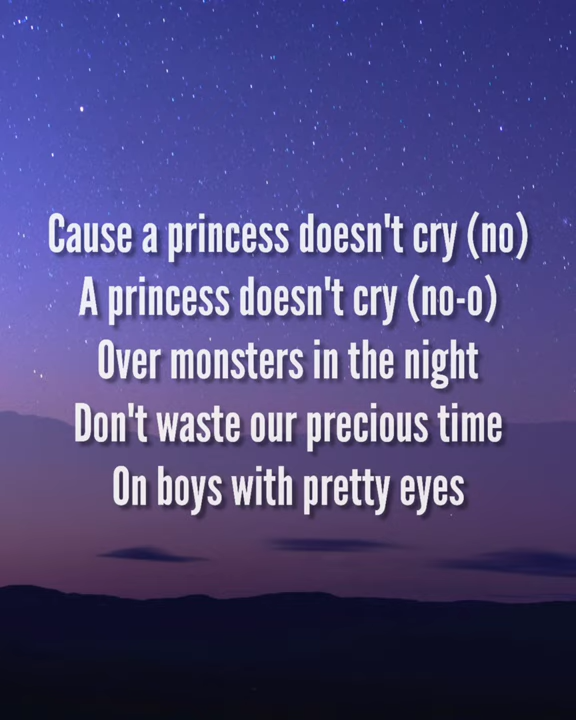 Cause a princess doesn't cry (no)
A princess doesn't cry (no-o)
Over monsters in the night
Don't waste our precious time
On boys with pretty eyes